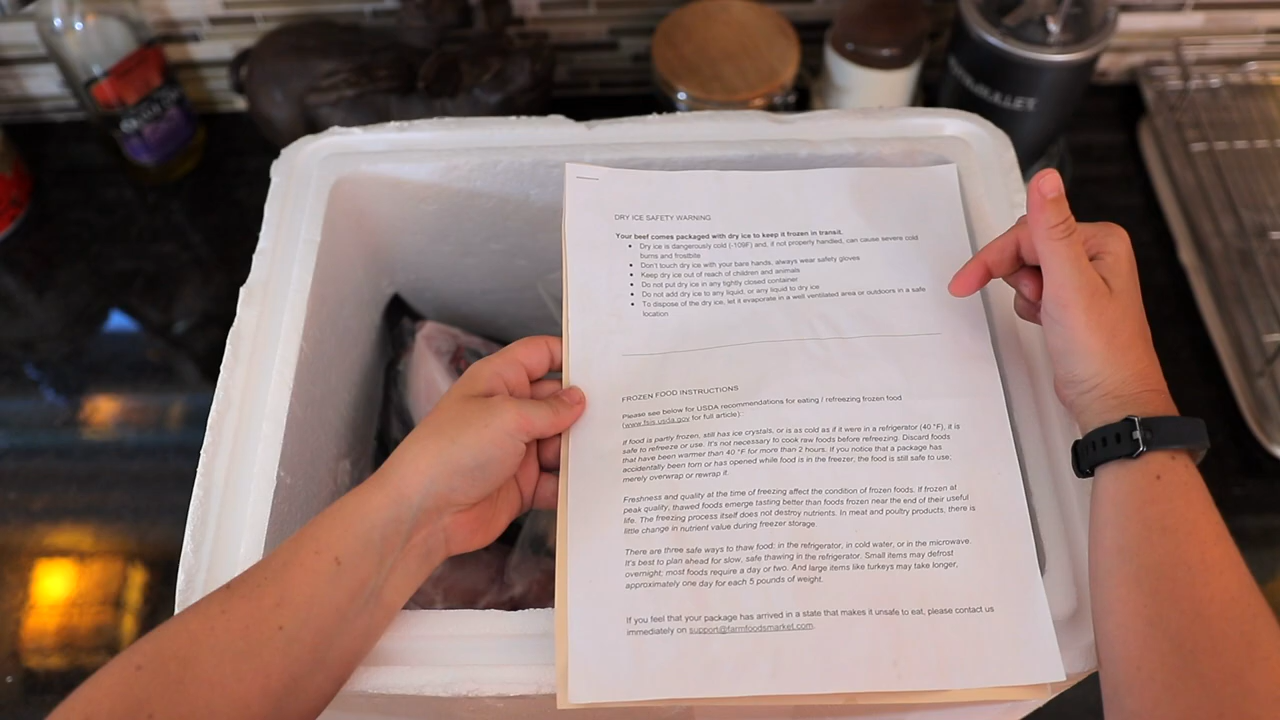 DRY ICE SAFETY WARNING
Your beef comes packaged with dry ice to keep it frozen in transit.
• Dry ice is dangerously cold (-109F) and, if not properly handled, can cause severe cold
burns and frostbite
• Don't touch dry ice with your bare hands, always wear safety gloves
• Keep dry ice out of reach of children and animals
• Do not put dry ice in any tightly closed container
• Do not add dry ice to any liquid, or any liquid to dry ice
• To dispose of the dry ice, let it evaporate in a well ventilated area or outdoors in a safe
location
FROZEN FOOD INSTRUCTIONS
Please see below for USDA recommendations for eating / refreezing frozen food
(www.fsis.usda.gov for full article):
If food is partly frozen, still has ice crystals, or is as cold as if it were in a refrigerator (40 °F), it is
safe to refreeze or use. It's not necessary to cook raw foods before refreezing. Discard foods
that have been warmer than 40 °F for more than 2 hours. If you notice that a package has
accidentally been torn or has opened while food is in the freezer, the food is still safe to use;
merely overwrap or rewrap it.
Freshness and quality at the time of freezing affect the condition of frozen foods. If frozen at
peak quality, thawed foods emerge tasting better than foods frozen near the end of their useful
life. The freezing process itself does not destroy nutrients. In meat and poultry products, there is
little change in nutrient value during freezer storage.
There are three safe ways to thaw food: in the refrigerator, in cold water, or in the microwave.
It's best to plan ahead for slow, safe thawing in the refrigerator. Small items may defrost
overnight; most foods require a day or two. And large items like turkeys may take longer,
approximately one day for each 5 pounds of weight.
If you feel that your package has arrived in a state that makes it unsafe to eat, please contact us
immediately on support@farmfoodsmarket.com.